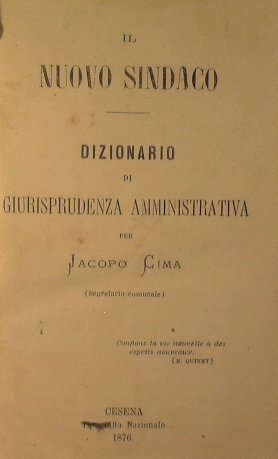 IL
NUOVO SINDACO
DIZIONARIO
DI
GIURISPRUDENZA AMMINISTRATIVA
PER
JACOPO CIMA
(Segretario comunale)
Confions la vie nouvelle à des
esprits nouveaux.
(E. QUINET)
CESENA
Tipografia Nazionale
1876.